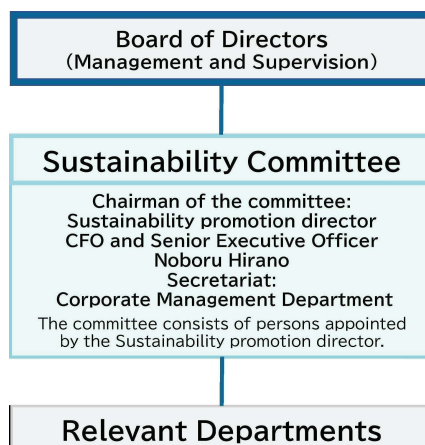 Board of Directors
(Management and Supervision)
Sustainability Committee
Chairman of the committee:
Sustainability promotion director
CFO and Senior Executive Officer
Noboru Hirano
Secretariat:
Corporate Management Department
The committee consists of persons appointed
by the Sustainability promotion director.
Relevant Departments